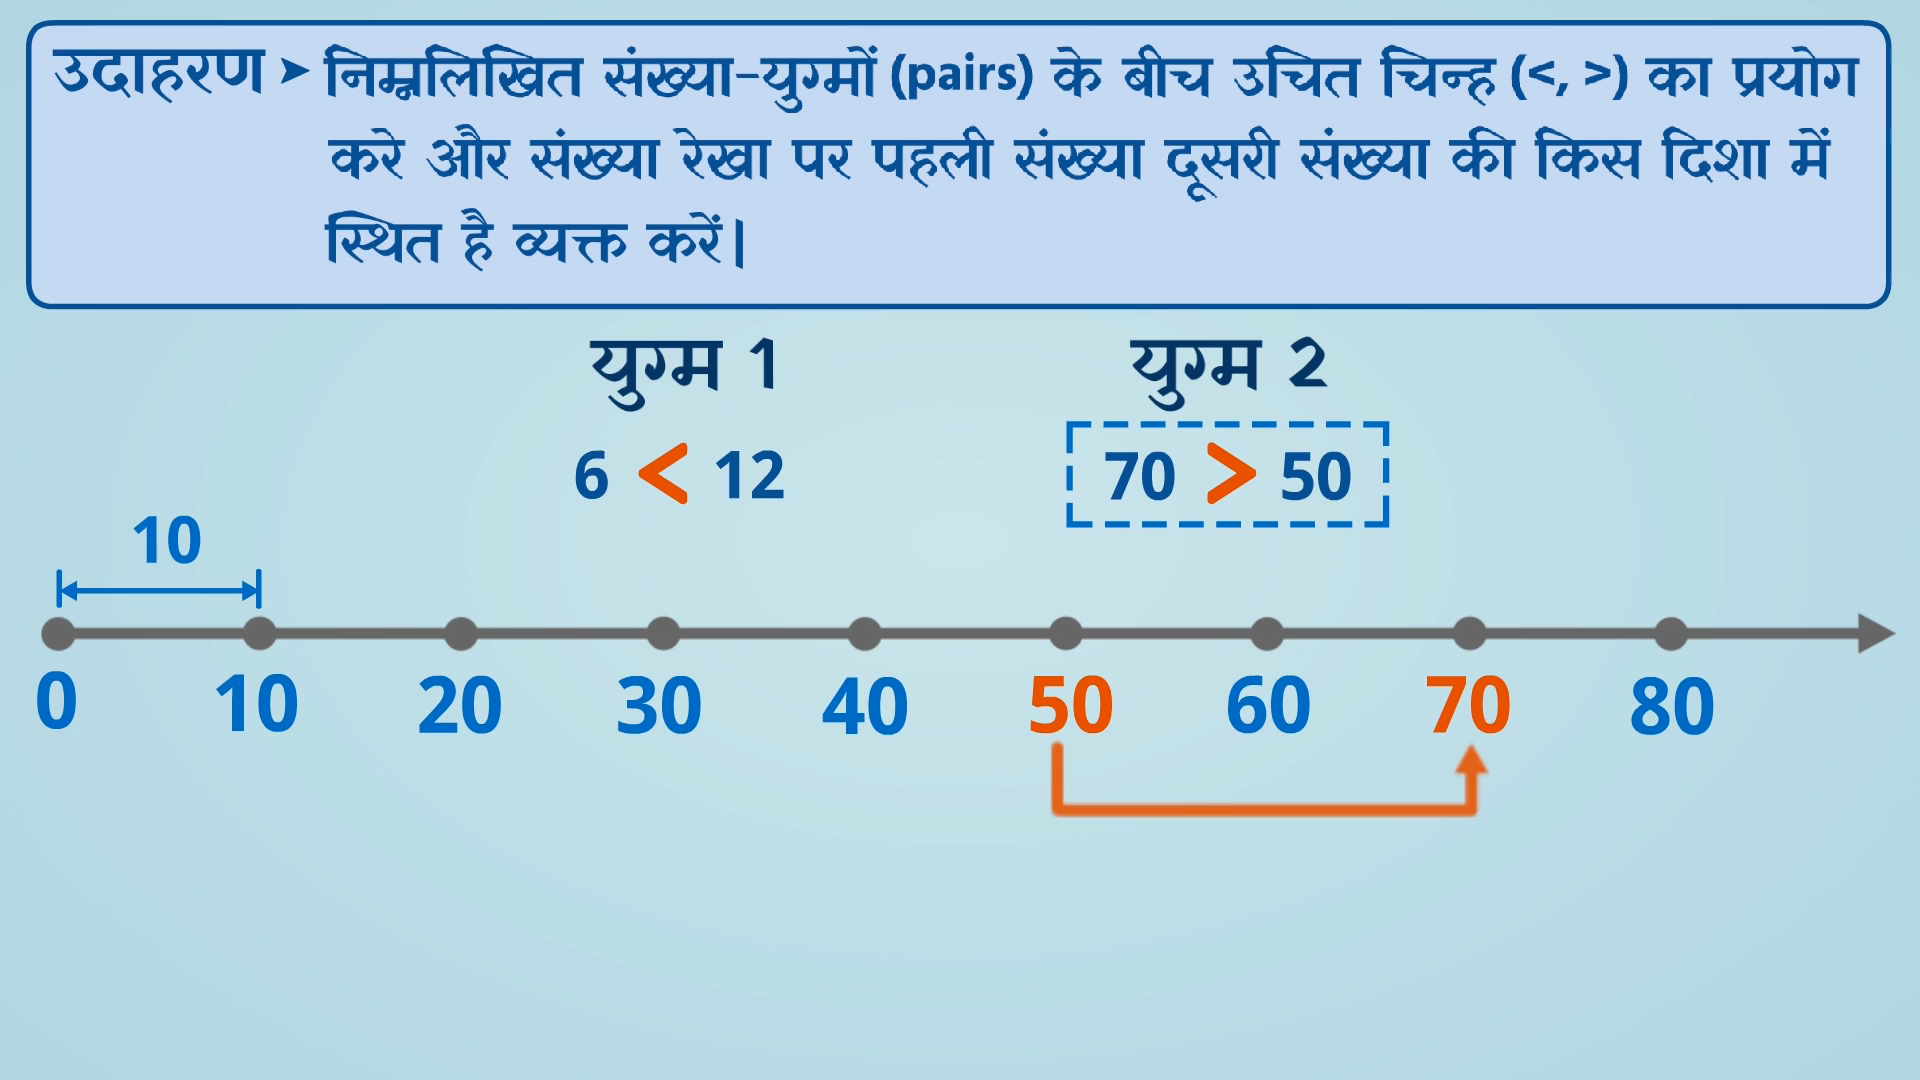 उदाहरण ➤ निम्नलिखित संख्या-युग्मों (pairs) के बीच उचित चिन्ह (<, >) का प्रयोग
करे और संख्या रेखा पर पहली संख्या दूसरी संख्या की किस दिशा में
स्थित है व्यक्त करें।
युग्म 1 युग्म 2
6 < 12 70 > 50
10
0 10 20 30 40 50 60 70 80